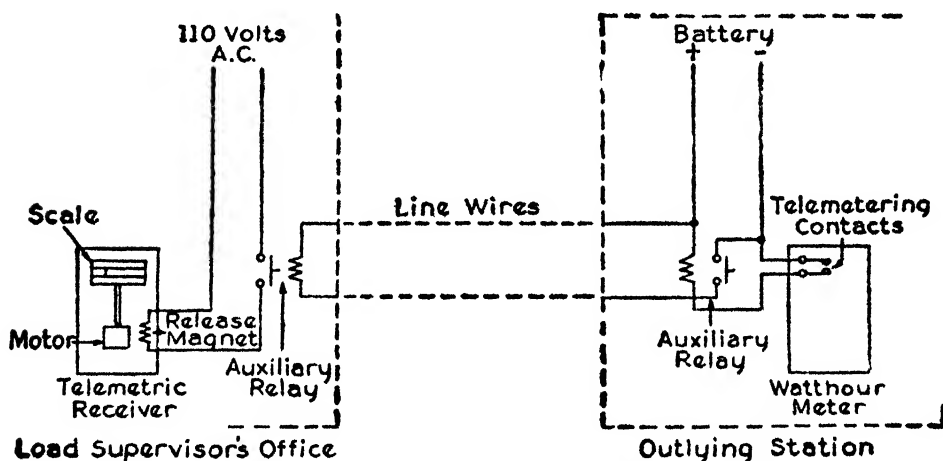 110 Volts
A.C.
Battery
+ -
Line Wires
Scale
Telemetering
Contacts
Release
Magnet
Motor
Auxiliary
Relay
Telemetric
Receiver
Auxiliary
Relay
Watthour
Meter
Load Supervisor's Office
Outlying Station